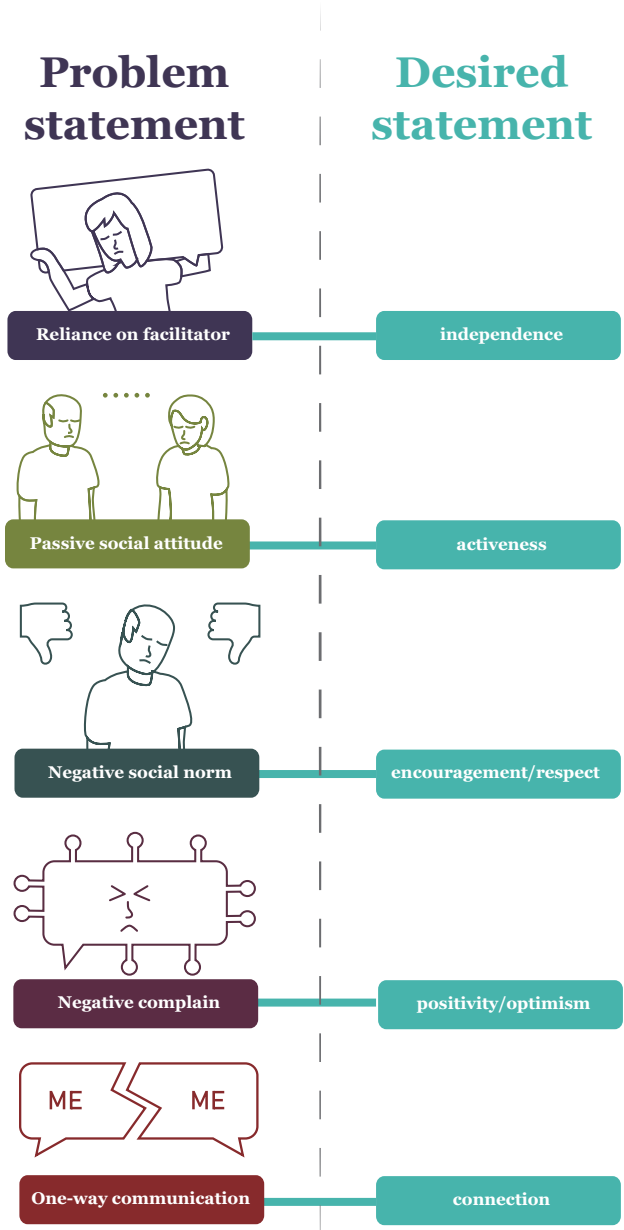 Problem
statement
Desired
statement
Reliance on facilitator
independence
Passive social attitude
activeness
Negative social norm
encouragement/respect
Negative complain
positivity/optimism
ME
ME
One-way communication
connection